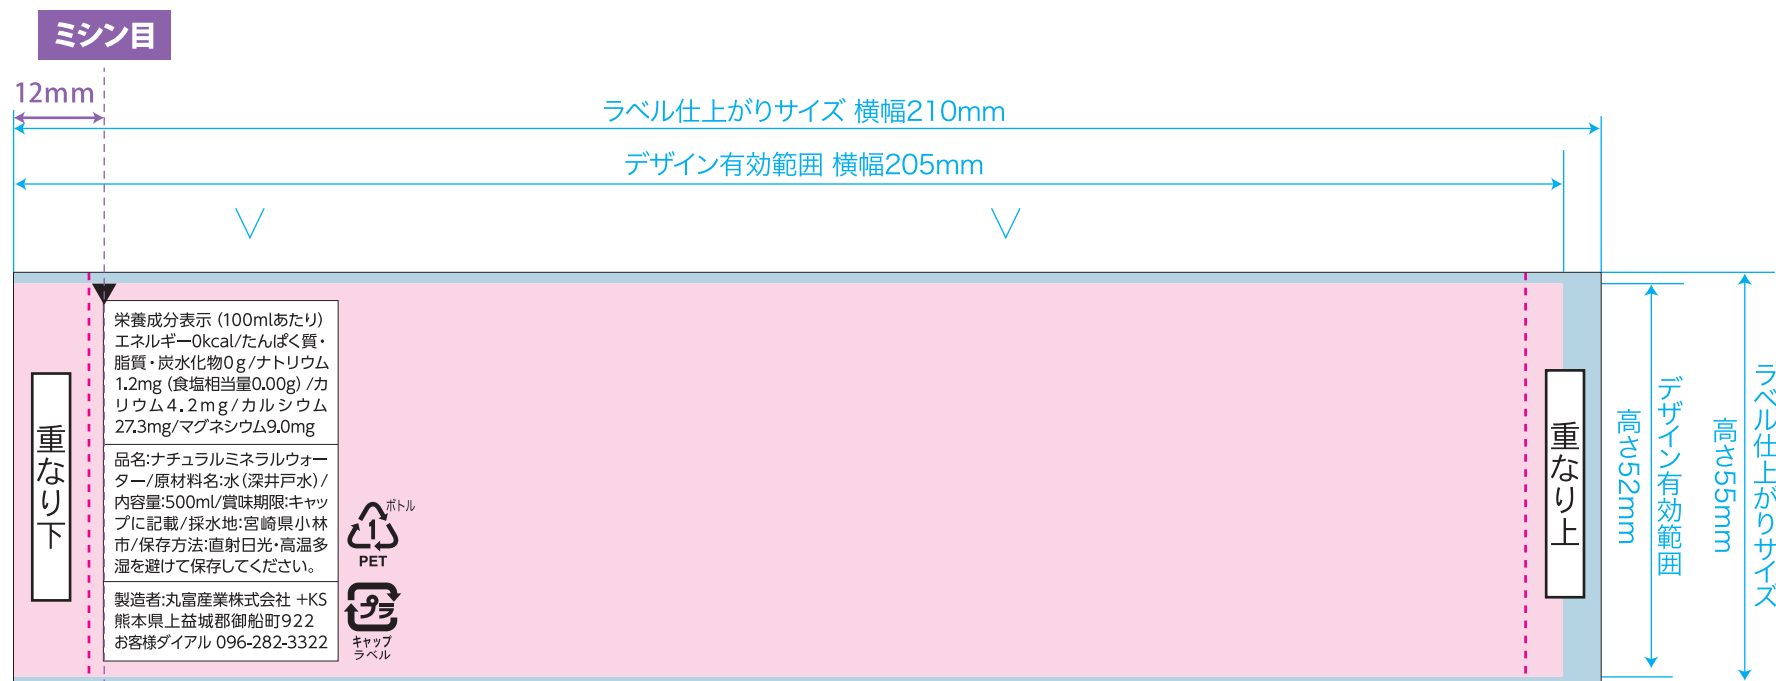 ミシン目
12mm
ラベル仕上がりサイズ 横幅210mm
デザイン有効範囲 横幅205mm
重なり下
栄養成分表示 (100mlあたり)
エネルギー0kcal/たんぱく質・
脂質・炭水化物0g/ナトリウム
1.2mg (食塩相当量0.00g) /カ
リウム4.2mg/カルシウム
27.3mg/マグネシウム9.0mg
品名:ナチュラルミネラルウォー
ター/原材料名:水(深井戸水)/
内容量:500ml/賞味期限:キャッ
プに記載/採水地:宮崎県小林
市/保存方法:直射日光・高温多
湿を避けて保存してください。
製造者:丸富産業株式会社 +KS
熊本県上益城郡御船町922
お客様ダイアル 096-282-3322
ボトル
1
PET
プラ
キャップ
ラベル
重なり上
デザイン有効範囲
高さ52mm
ラベル仕上がりサイズ
高さ55mm